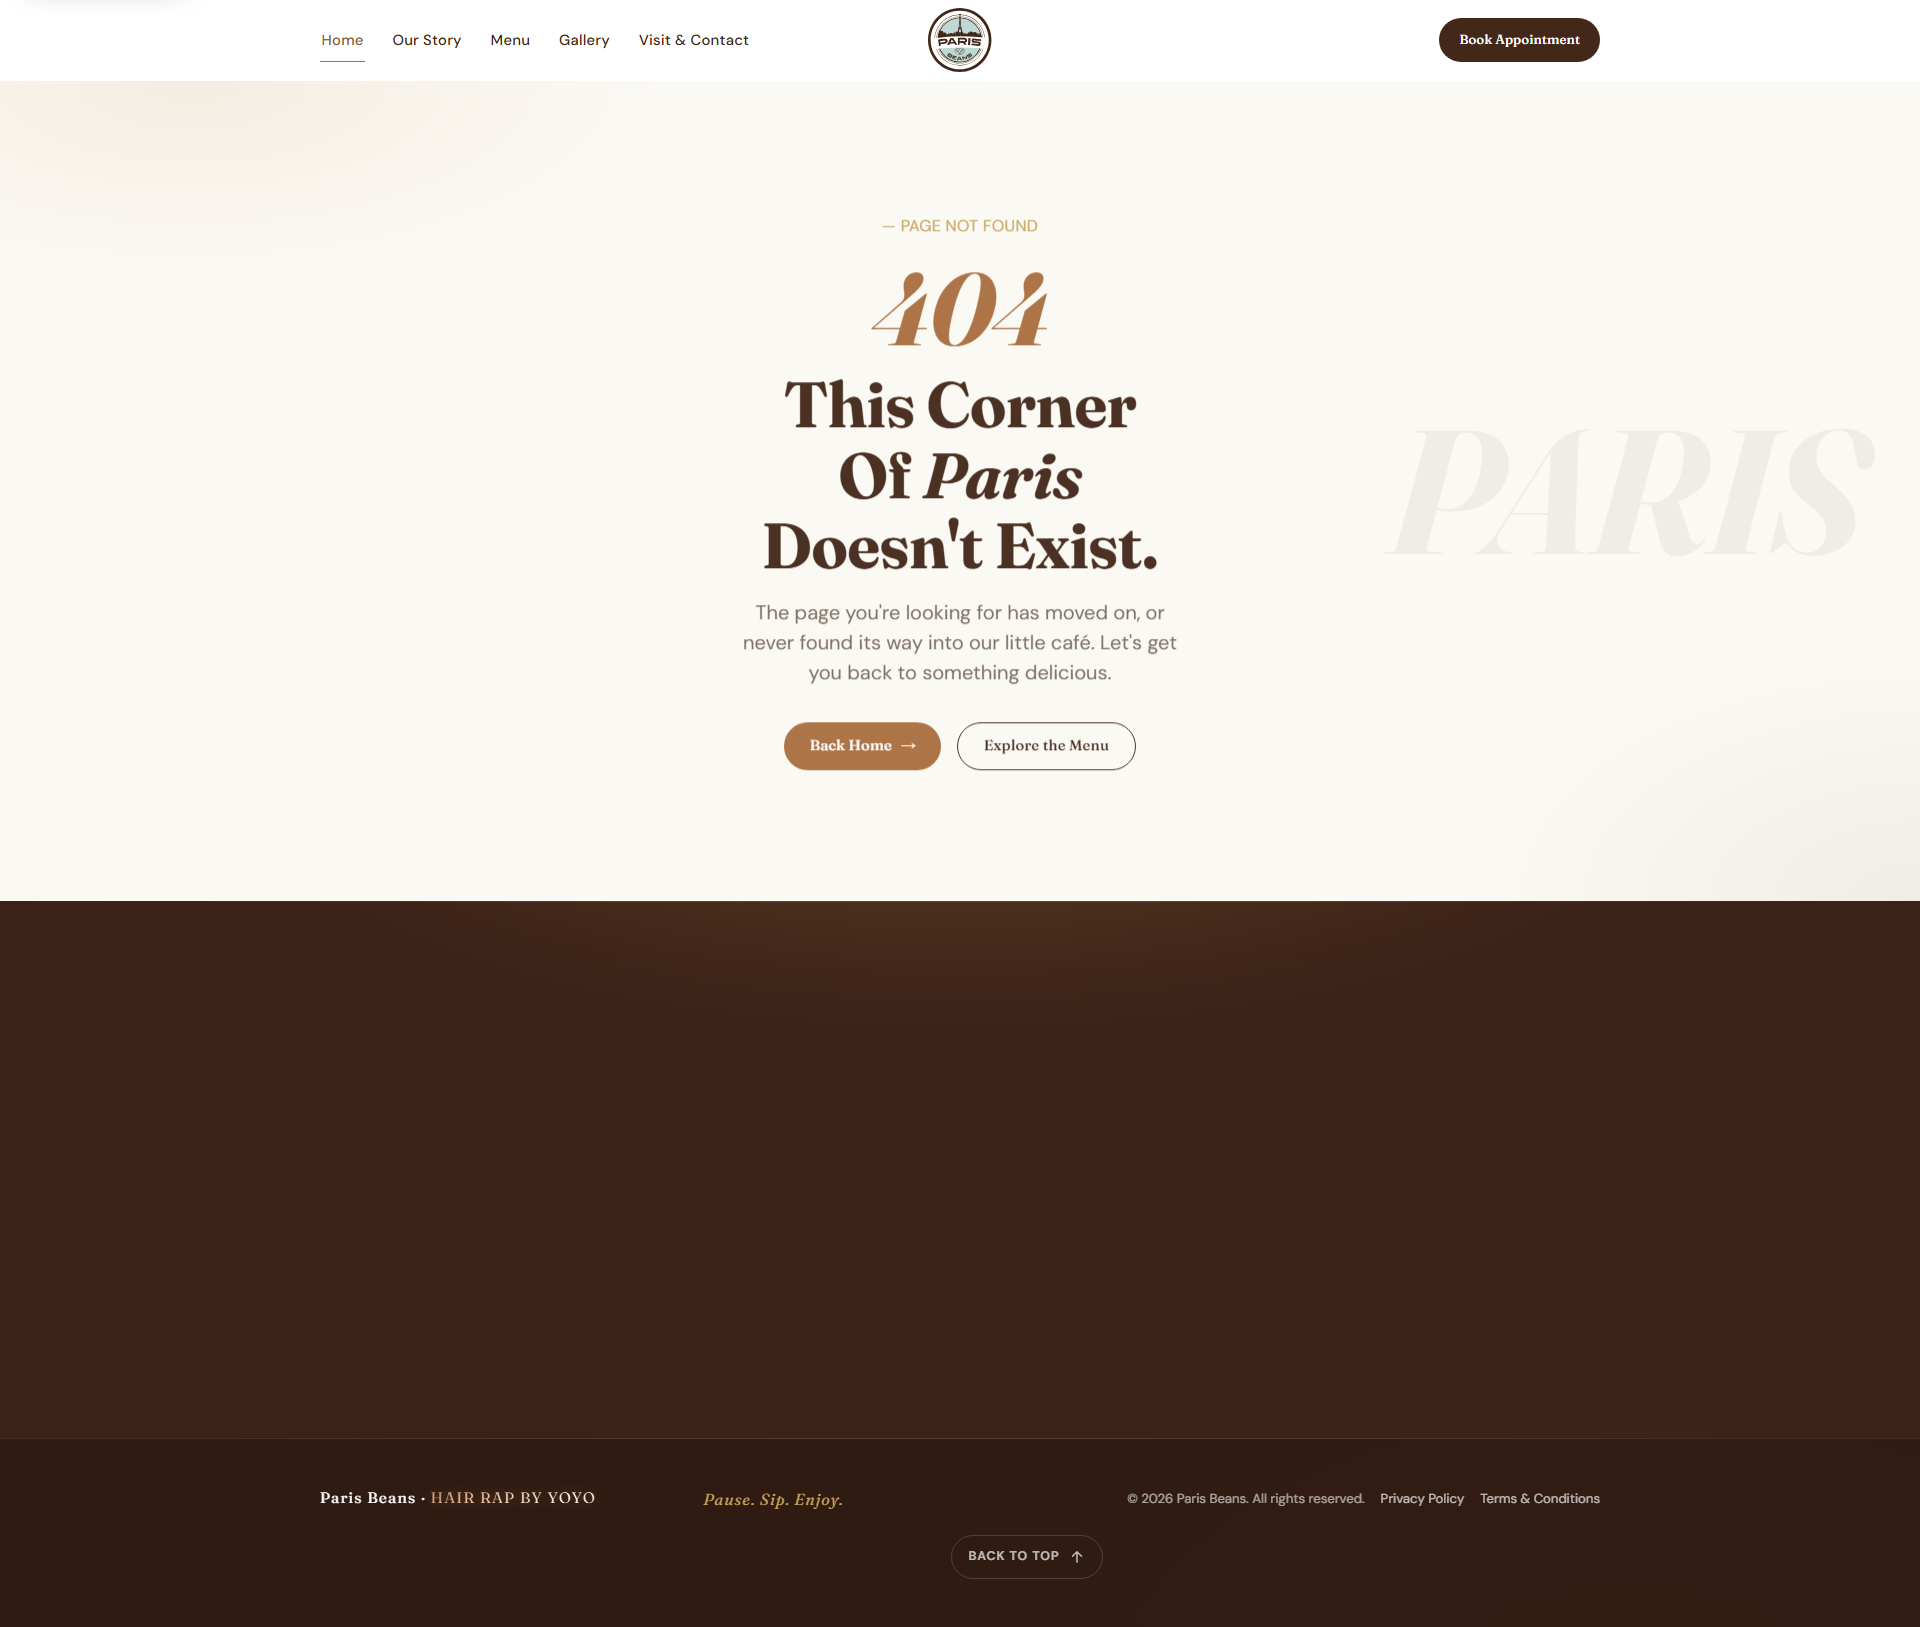 Home
Our Story
Menu
Gallery
Visit & Contact
PARIS
BEANS
Book Appointment
— PAGE NOT FOUND
404
This Corner
Of Paris
Doesn't Exist.
PARIS
The page you're looking for has moved on, or
never found its way into our little café. Let's get
you back to something delicious.
Back Home →
Explore the Menu
Paris Beans · HAIR RAP BY YOYO
Pause. Sip. Enjoy.
© 2026 Paris Beans. All rights reserved.
Privacy Policy
Terms & Conditions
BACK TO TOP ↑